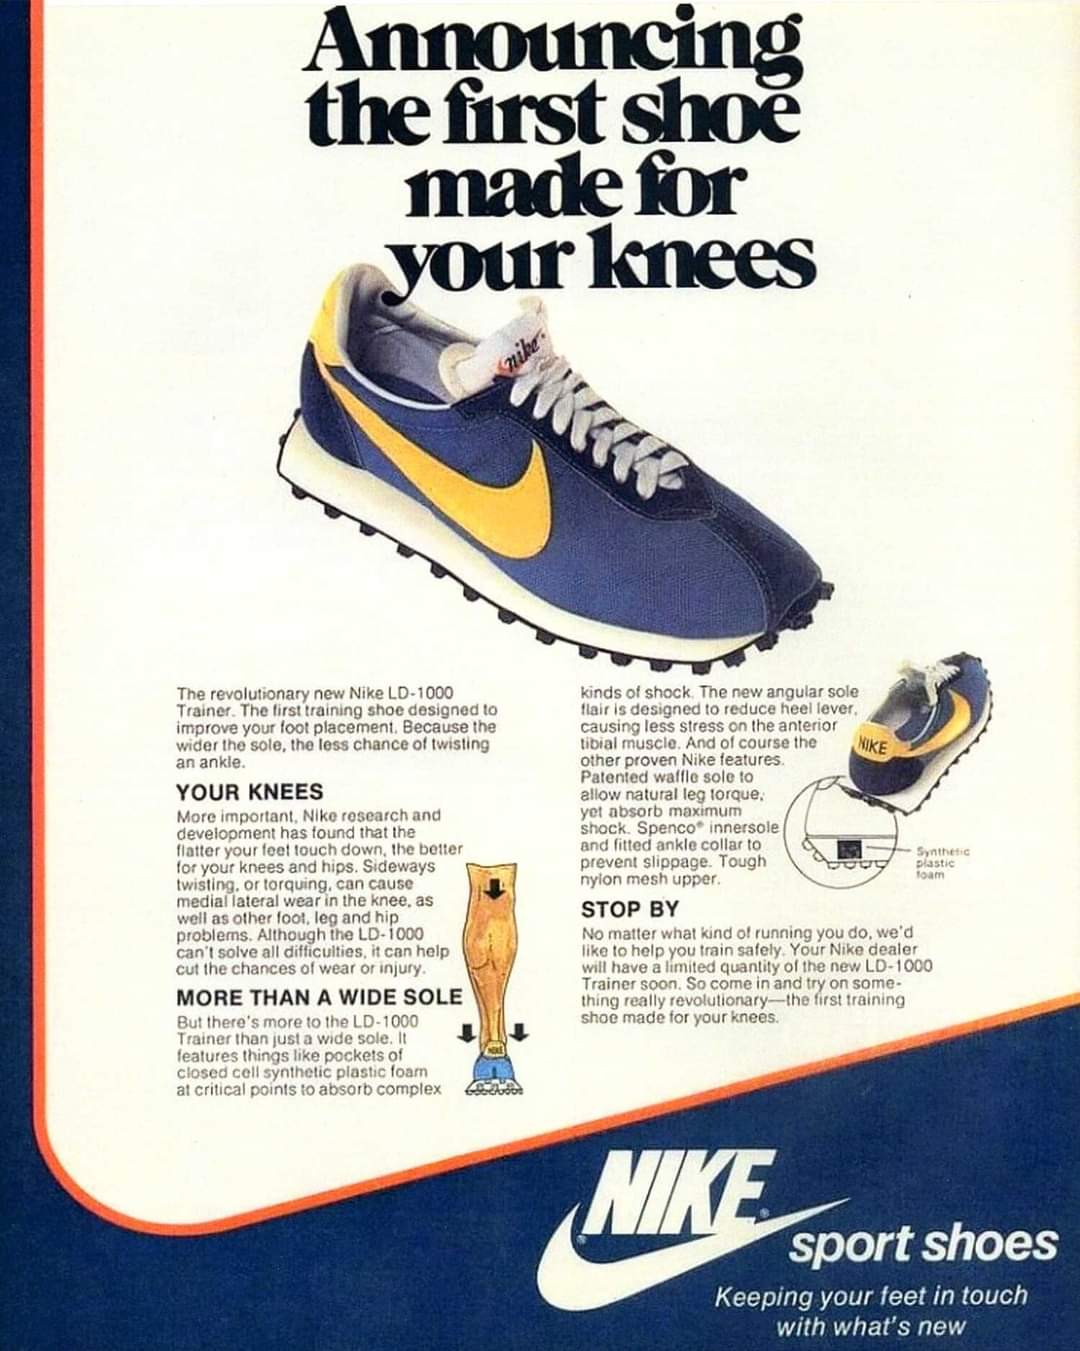 Announcing
the first shoe
made for
your knees
nike
The revolutionary new Nike LD-1000
Trainer. The first training shoe designed to
improve your foot placement. Because the
wider the sole, the less chance of twisting
an ankle.
YOUR KNEES
More important, Nike research and
development has found that the
flatter your feet touch down, the better
for your knees and hips. Sideways
twisting, or torquing, can cause
medial lateral wear in the knee, as
well as other foot, leg and hip
problems. Although the LD-1000
can't solve all difficulties, it can help
cut the chances of wear or injury.
MORE THAN A WIDE SOLE
But there's more to the LD-1000
Trainer than just a wide sole. It
features things like pockets of
closed cell synthetic plastic foam
at critical points to absorb complex
NIKE
kinds of shock. The new angular sole
flair is designed to reduce heel lever,
causing less stress on the anterior
tibial muscle. And of course the
other proven Nike features.
Patented waffle sole to
allow natural leg torque,
yet absorb maximum
shock. Spenco® innersole
and fitted ankle collar to
prevent slippage. Tough
nylon mesh upper.
NIKE
Synthetic
plastic
foam
STOP BY
No matter what kind of running you do, we'd
like to help you train safely. Your Nike dealer
will have a limited quantity of the new LD-1000
Trainer soon. So come in and try on some-
thing really revolutionary—the first training
shoe made for your knees.
NIKE®
®
sport shoes
Keeping your feet in touch
with what's new